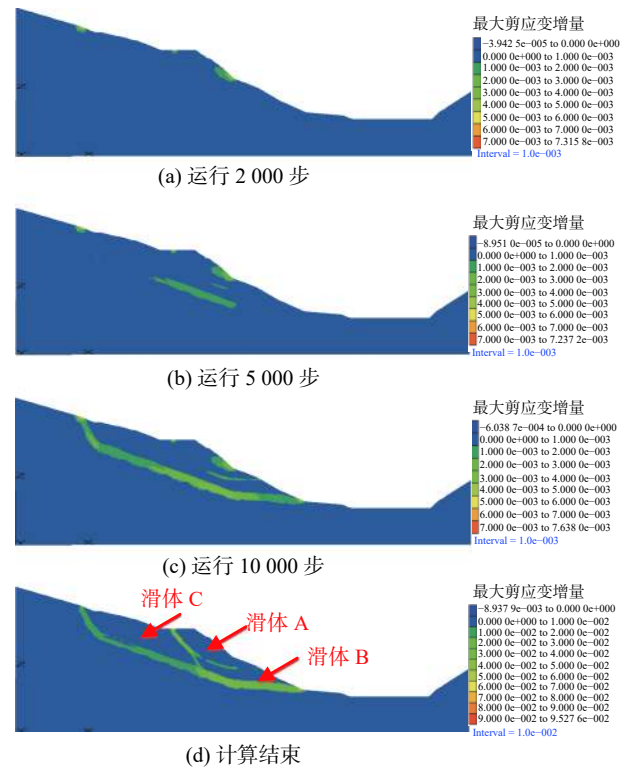 最大剪应变增量
−3.942 5e−005 to 0.000 0e+000
0.000 0e+000 to 1.000 0e−003
1.000 0e−003 to 2.000 0e−003
2.000 0e−003 to 3.000 0e−003
3.000 0e−003 to 4.000 0e−003
4.000 0e−003 to 5.000 0e−003
5.000 0e−003 to 6.000 0e−003
6.000 0e−003 to 7.000 0e−003
7.000 0e−003 to 7.315 8e−003
Interval = 1.0e−003
(a) 运行 2 000 步
最大剪应变增量
−8.951 0e−005 to 0.000 0e+000
0.000 0e+000 to 1.000 0e−003
1.000 0e−003 to 2.000 0e−003
2.000 0e−003 to 3.000 0e−003
3.000 0e−003 to 4.000 0e−003
4.000 0e−003 to 5.000 0e−003
5.000 0e−003 to 6.000 0e−003
6.000 0e−003 to 7.000 0e−003
7.000 0e−003 to 7.237 2e−003
Interval = 1.0e−003
(b) 运行 5 000 步
最大剪应变增量
−6.038 7e−004 to 0.000 0e+000
0.000 0e+000 to 1.000 0e−003
1.000 0e−003 to 2.000 0e−003
2.000 0e−003 to 3.000 0e−003
3.000 0e−003 to 4.000 0e−003
4.000 0e−003 to 5.000 0e−003
5.000 0e−003 to 6.000 0e−003
6.000 0e−003 to 7.000 0e−003
7.000 0e−003 to 7.638 0e−003
Interval = 1.0e−003
(c) 运行 10 000 步
滑体 C
滑体 A
滑体 B
最大剪应变增量
−8.937 9e−003 to 0.000 0e+000
0.000 0e+000 to 1.000 0e−002
1.000 0e−002 to 2.000 0e−002
2.000 0e−002 to 3.000 0e−002
3.000 0e−002 to 4.000 0e−002
4.000 0e−002 to 5.000 0e−002
5.000 0e−002 to 6.000 0e−002
6.000 0e−002 to 7.000 0e−002
7.000 0e−002 to 8.000 0e−002
8.000 0e−002 to 9.000 0e−002
9.000 0e−002 to 9.527 6e−002
Interval = 1.0e−002
(d) 计算结束